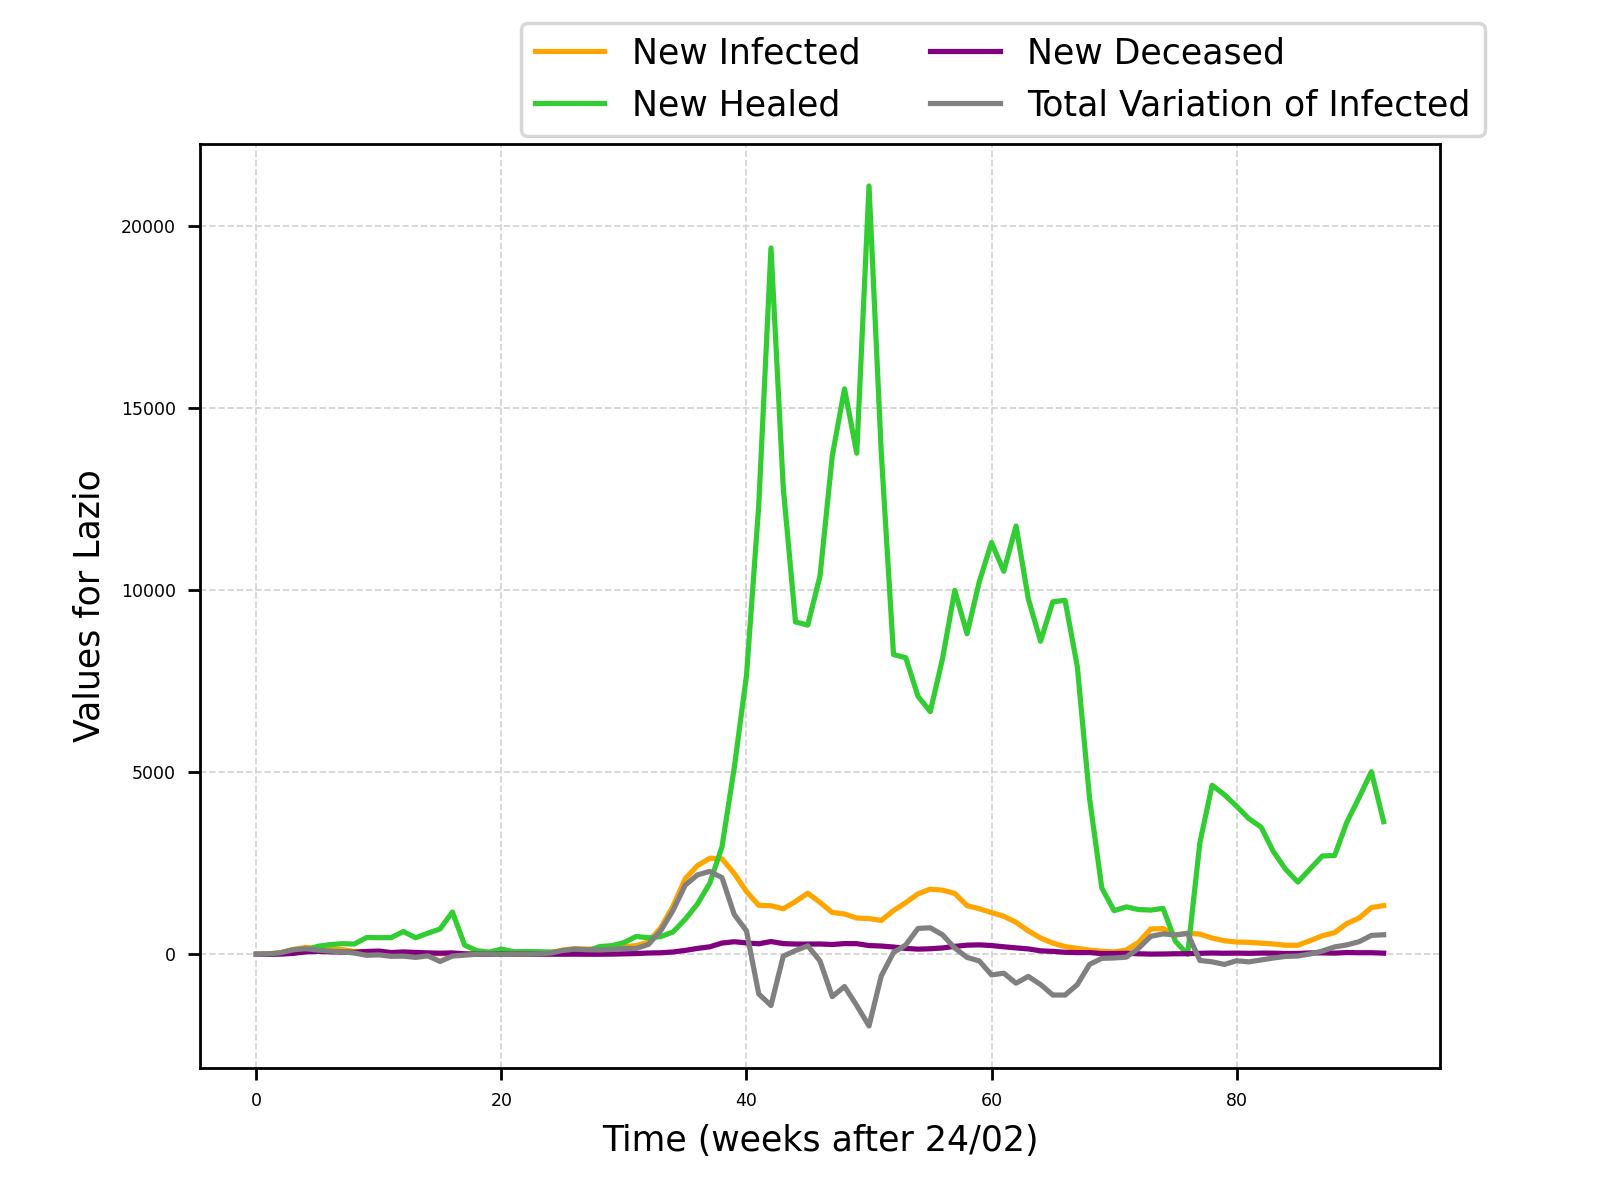 New Infected
New Healed
New Deceased
Total Variation of Infected
Values for Lazio
20000
15000
10000
5000
0
0
20
40
60
80
Time (weeks after 24/02)